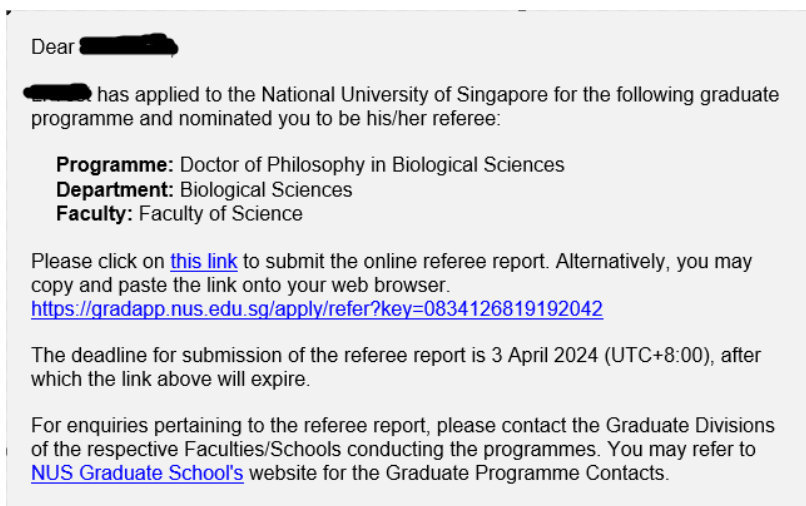 Dear
has applied to the National University of Singapore for the following graduate
programme and nominated you to be his/her referee:
Programme: Doctor of Philosophy in Biological Sciences
Department: Biological Sciences
Faculty: Faculty of Science
Please click on this link to submit the online referee report. Alternatively, you may
copy and paste the link onto your web browser.
https://gradapp.nus.edu.sg/apply/refer?key=0834126819192042
The deadline for submission of the referee report is 3 April 2024 (UTC+8:00), after
which the link above will expire.
For enquiries pertaining to the referee report, please contact the Graduate Divisions
of the respective Faculties/Schools conducting the programmes. You may refer to
NUS Graduate School's website for the Graduate Programme Contacts.